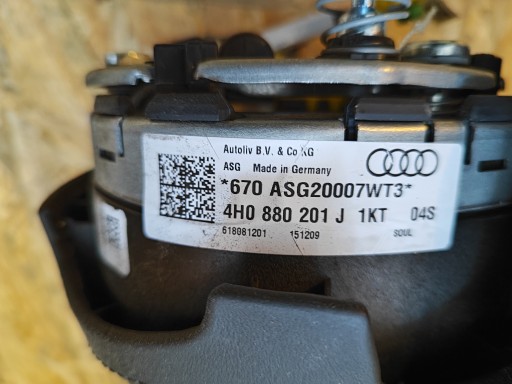 Autoliv B.V. & Co KG
ASG Made in Germany
*670 ASG20007WT3*
4H0 880 201 J 1KT 04S
618081201 151209 SOUL